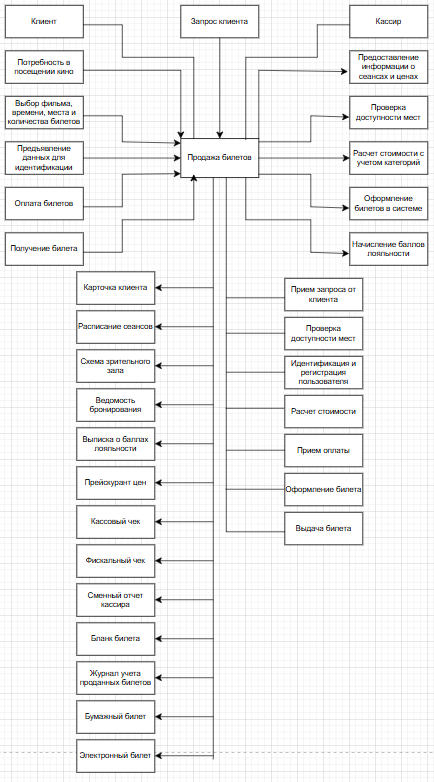 Клиент
Запрос клиента
Кассир
Потребность в
посещении кино
Предоставление
информации о
сеансах и ценах
Выбор фильма,
времени, места и
количества билетов
Проверка
доступности мест
Предъявление
данных для
идентификации
Продажа билетов
Расчет стоимости с
учетом категорий
Оплата билетов
Оформление
билетов в системе
Получение билета
Начисление баллов
лояльности
Карточка клиента
Прием запроса от
клиента
Расписание сеансов
Проверка
доступности мест
Схема зрительного
зала
Идентификация и
регистрация
пользователя
Ведомость
бронирования
Расчет стоимости
Выписка о баллах
лояльности
Прием оплаты
Прейскурант цен
Оформление билета
Кассовый чек
Выдача билета
Фискальный чек
Сменный отчет
кассира
Бланк билета
Журнал учета
проданных билетов
Бумажный билет
Электронный билет